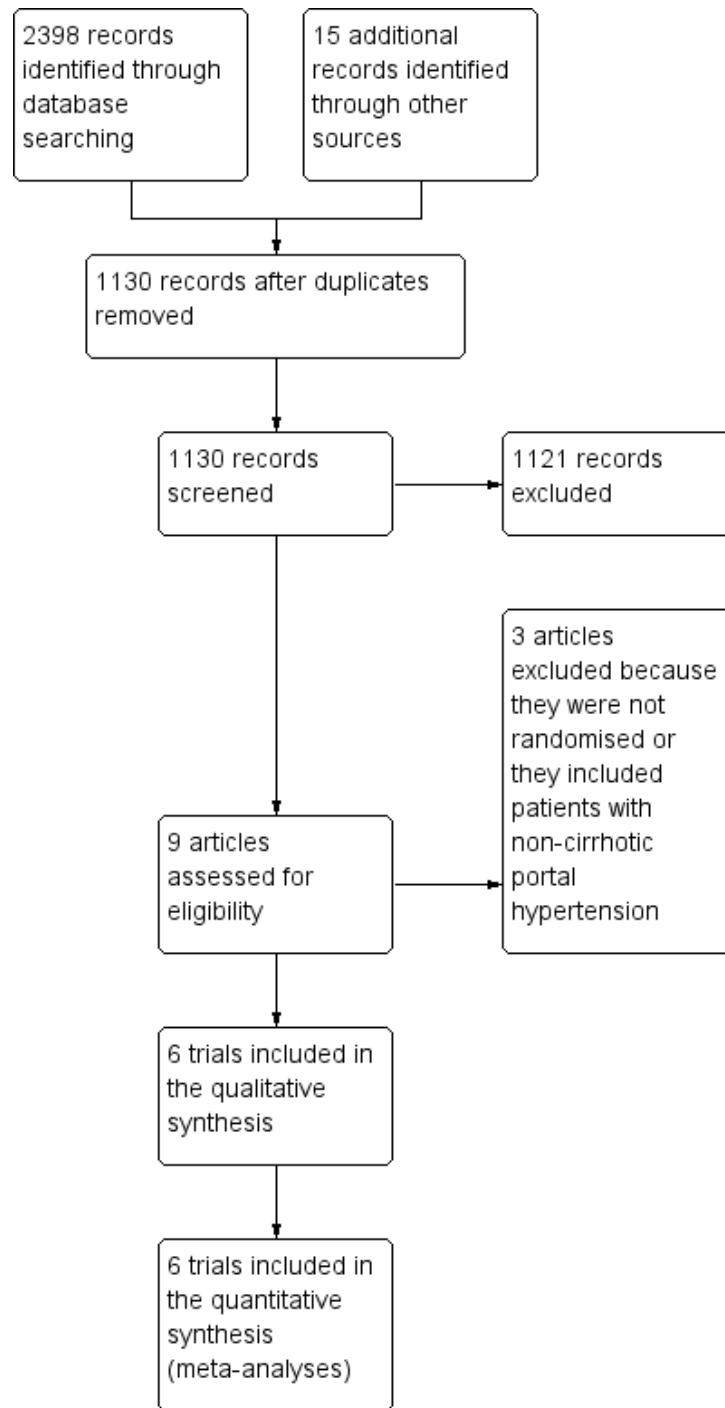 2398 records
identified through
database
searching
15 additional
records identified
through other
sources
1130 records after duplicates
removed
1130 records
screened
1121 records
excluded
3 articles
excluded because
they were not
randomised or
they included
patients with
non-cirrhotic
portal
hypertension
9 articles
assessed for
eligibility
6 trials included in
the qualitative
synthesis
6 trials included in
the quantitative
synthesis
(meta-analyses)